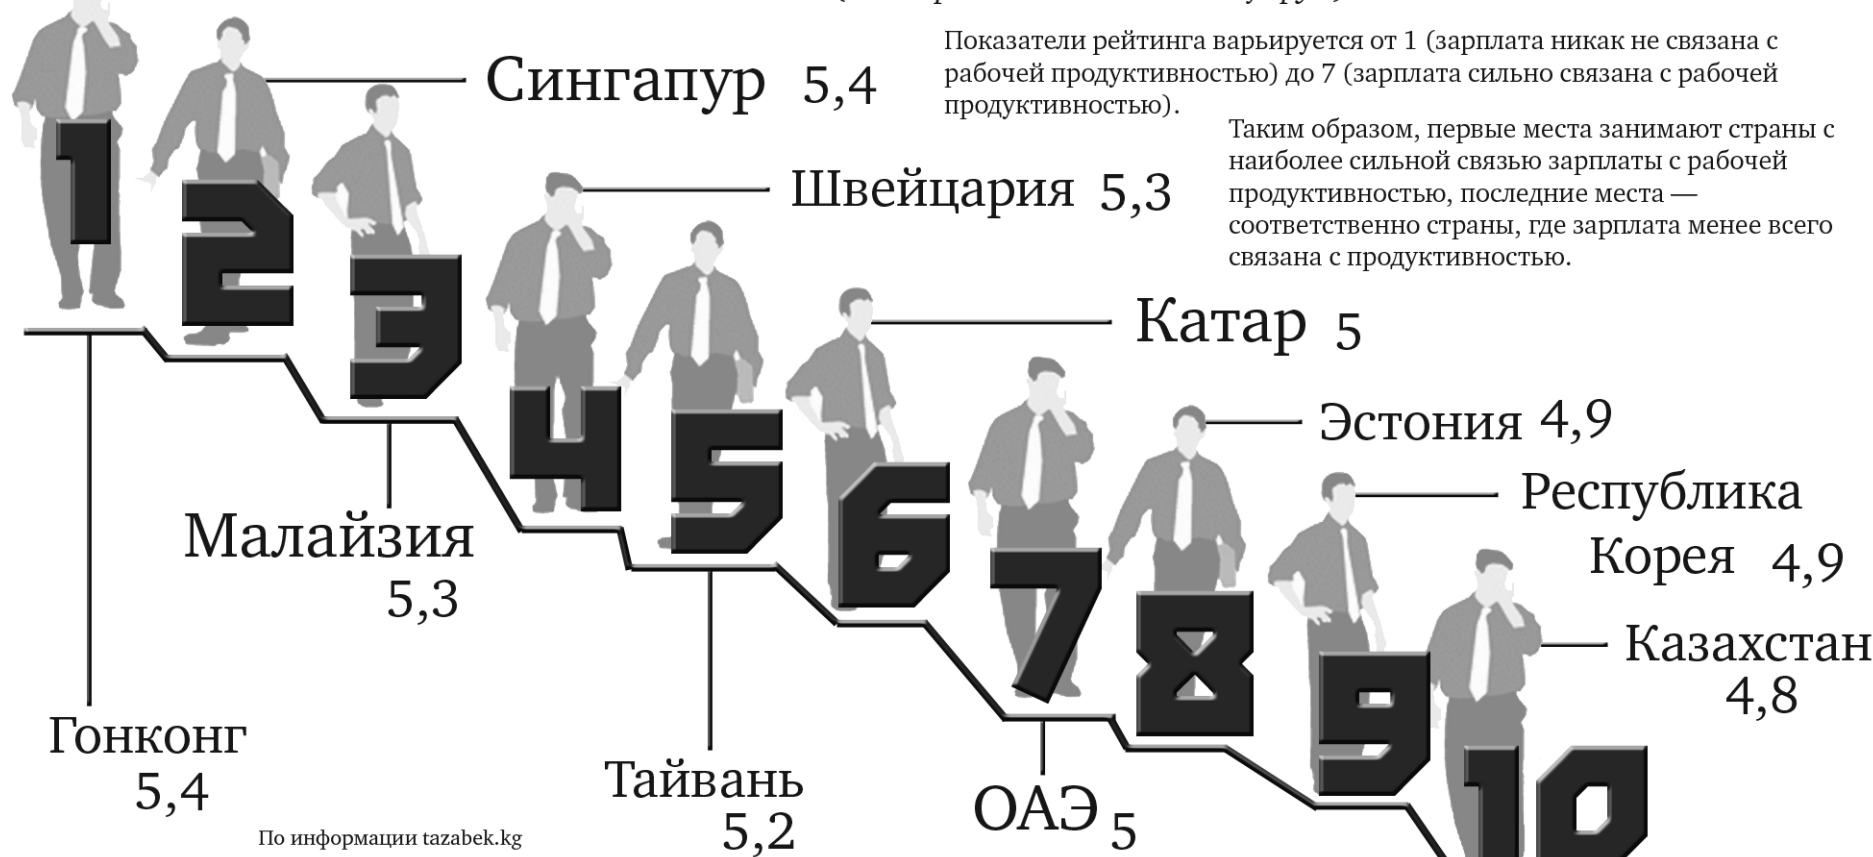 Показатели рейтинга варьируется от 1 (зарплата никак не связана с
рабочей продуктивностью) до 7 (зарплата сильно связана с рабочей
продуктивностью).
Таким образом, первые места занимают страны с
наиболее сильной связью зарплаты с рабочей
продуктивностью, последние места —
соответственно страны, где зарплата менее всего
связана с продуктивностью.
1
Гонконг
5,4
2
Сингапур 5,4
3
Малайзия
5,3
4
Швейцария 5,3
5
Тайвань
5,2
6
Катар 5
7
ОАЭ 5
8
Эстония 4,9
9
Республика
Корея 4,9
10
Казахстан
4,8
По информации tazabek.kg